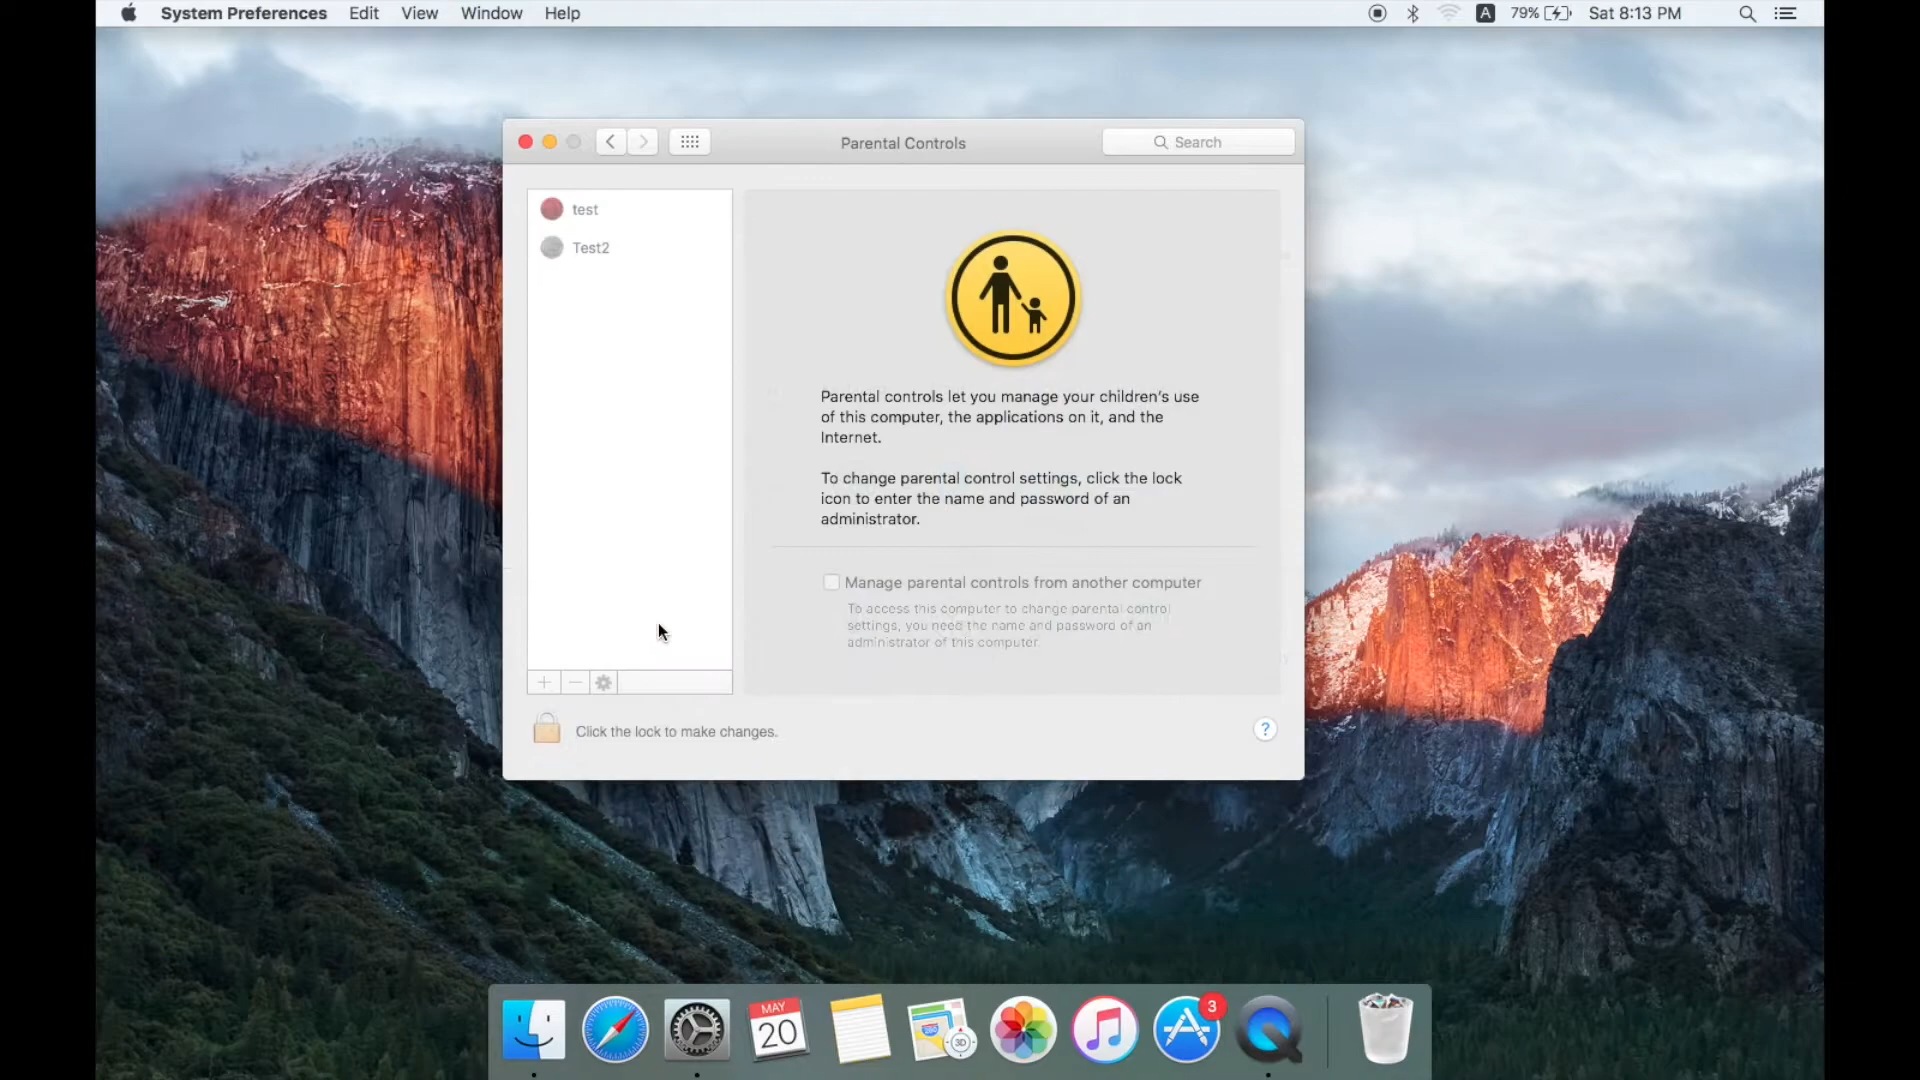 System Preferences Edit View Window Help A 79% Sat 8:13 PM
Parental Controls
Search
test
Test2
Parental controls let you manage your children's use
of this computer, the applications on it, and the
Internet.
To change parental control settings, click the lock
icon to enter the name and password of an
administrator.
Manage parental controls from another computer
To access this computer to change parental control
settings, you need the name and password of an
administrator of this computer.
Click the lock to make changes.
?
MAY
20
280
3D
3